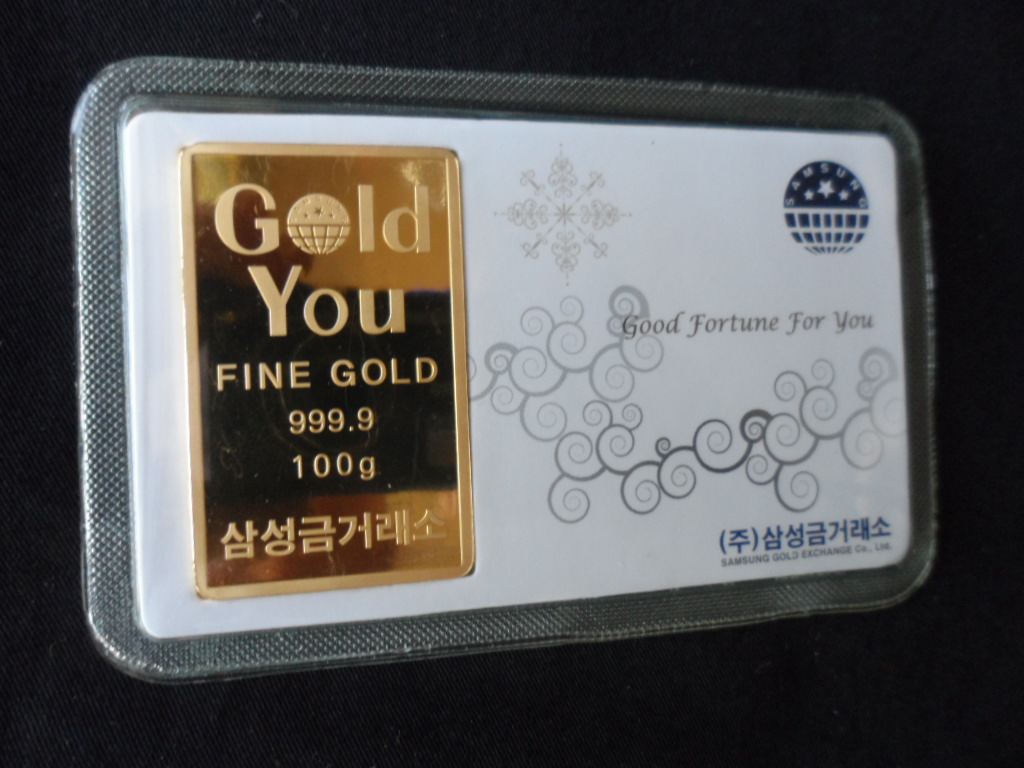 Gold
You
FINE GOLD
999.9
100g
삼성금거래소
SAMSUNG
Good Fortune For You
(주)삼성금거래소
SAMSUNG GOLD EXCHANGE Co., Ltd.